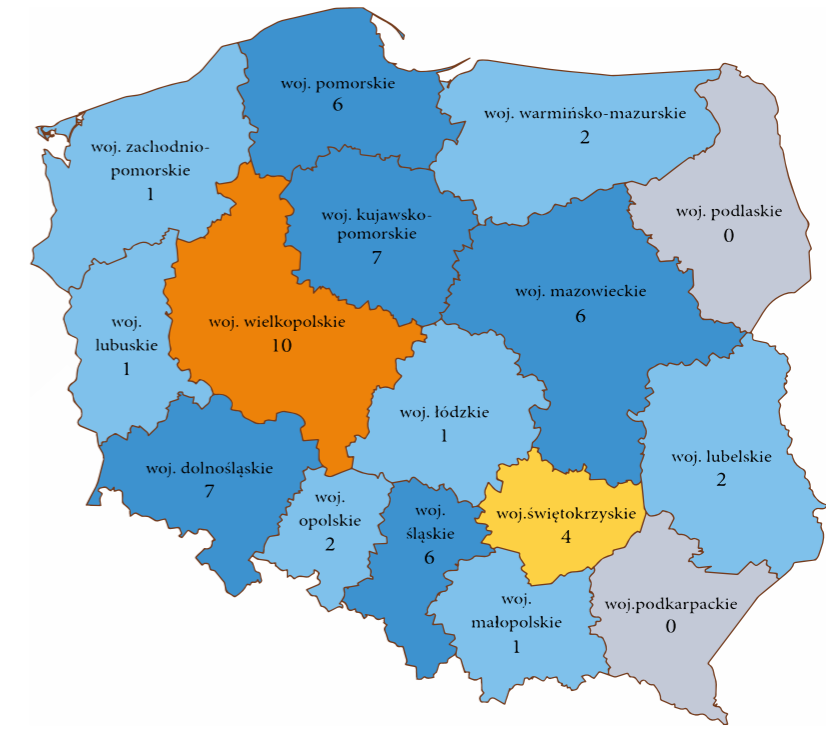 woj. pomorskie
6
woj. warmińsko-mazurskie
2
woj. zachodnio-
pomorskie
1
woj. podlaskie
0
woj. kujawsko-
pomorskie
7
woj. mazowieckie
6
woj. wielkopolskie
10
woj.
lubuskie
1
woj. łódzkie
1
woj. lubelskie
2
woj. dolnośląskie
7
woj.
opolskie
2
woj.
śląskie
6
woj.świętokrzyskie
4
woj.
małopolskie
1
woj.podkarpackie
0